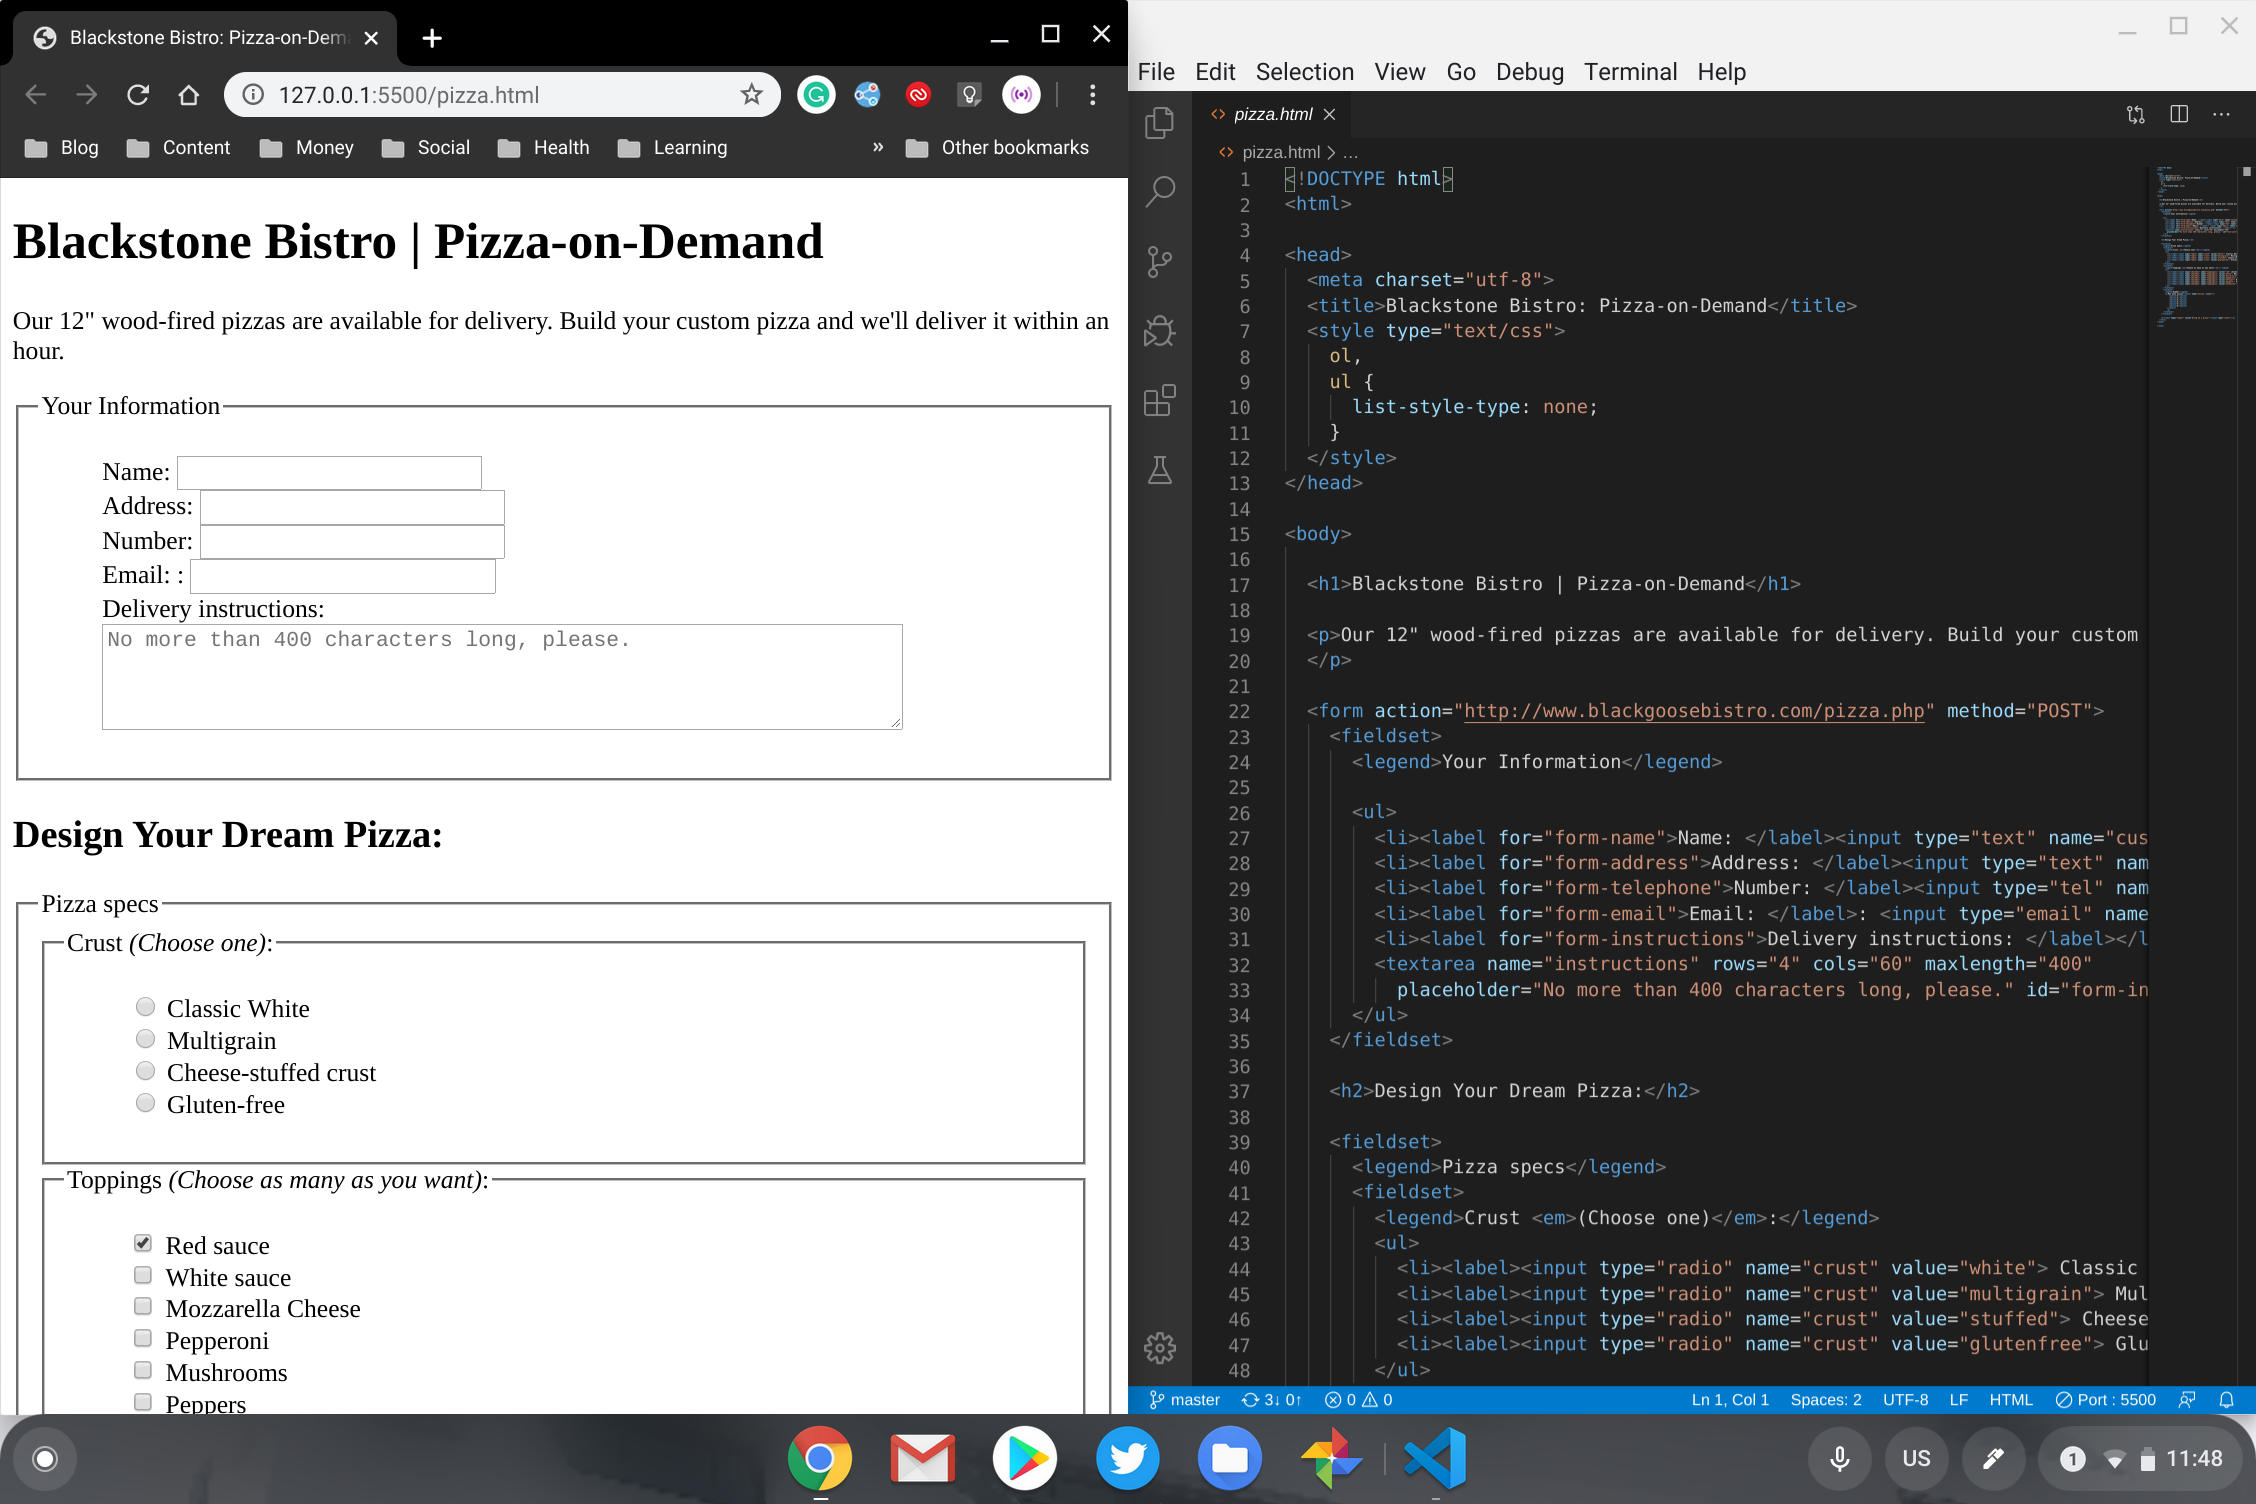 Blackstone Bistro: Pizza-on-Dem
127.0.0.1:5500/pizza.html
Blog Content Money Social Health Learning » Other bookmarks
Blackstone Bistro | Pizza-on-Demand
Our 12" wood-fired pizzas are available for delivery. Build your custom pizza and we'll deliver it within an
hour.
Your Information
Name:
Address:
Number:
Email: :
Delivery instructions:
No more than 400 characters long, please.
Design Your Dream Pizza:
Pizza specs
Crust (Choose one):
Classic White
Multigrain
Cheese-stuffed crust
Gluten-free
Toppings (Choose as many as you want):
Red sauce
White sauce
Mozzarella Cheese
Pepperoni
Mushrooms
Peppers
File Edit Selection View Go Debug Terminal Help
pizza.html
pizza.html > ...
1 <!DOCTYPE html>
2 <html>
3
4 <head>
5 <meta charset="utf-8">
6 <title>Blackstone Bistro: Pizza-on-Demand</title>
7 <style type="text/css">
8 ol,
9 ul {
10 list-style-type: none;
11 }
12 </style>
13 </head>
14
15 <body>
16
17 <h1>Blackstone Bistro | Pizza-on-Demand</h1>
18
19 <p>Our 12" wood-fired pizzas are available for delivery. Build your custom
20 </p>
21
22 <form action="http://www.blackgoosebistro.com/pizza.php" method="POST">
23 <fieldset>
24 <legend>Your Information</legend>
25
26 <ul>
27 <li><label for="form-name">Name: </label><input type="text" name="cus
28 <li><label for="form-address">Address: </label><input type="text" nam
29 <li><label for="form-telephone">Number: </label><input type="tel" nam
30 <li><label for="form-email">Email: </label>: <input type="email" name
31 <li><label for="form-instructions">Delivery instructions: </label></l
32 <textarea name="instructions" rows="4" cols="60" maxlength="400"
33 placeholder="No more than 400 characters long, please." id="form-in
34 </ul>
35 </fieldset>
36
37 <h2>Design Your Dream Pizza:</h2>
38
39 <fieldset>
40 <legend>Pizza specs</legend>
41 <fieldset>
42 <legend>Crust <em>(Choose one)</em>:</legend>
43 <ul>
44 <li><label><input type="radio" name="crust" value="white"> Classic
45 <li><label><input type="radio" name="crust" value="multigrain"> Mul
46 <li><label><input type="radio" name="crust" value="stuffed"> Cheese
47 <li><label><input type="radio" name="crust" value="glutenfree"> Glu
48 </ul>
master 3↓ 0↑ 0 0 Ln 1, Col 1 Spaces: 2 UTF-8 LF HTML Port : 5500
US 1 11:48